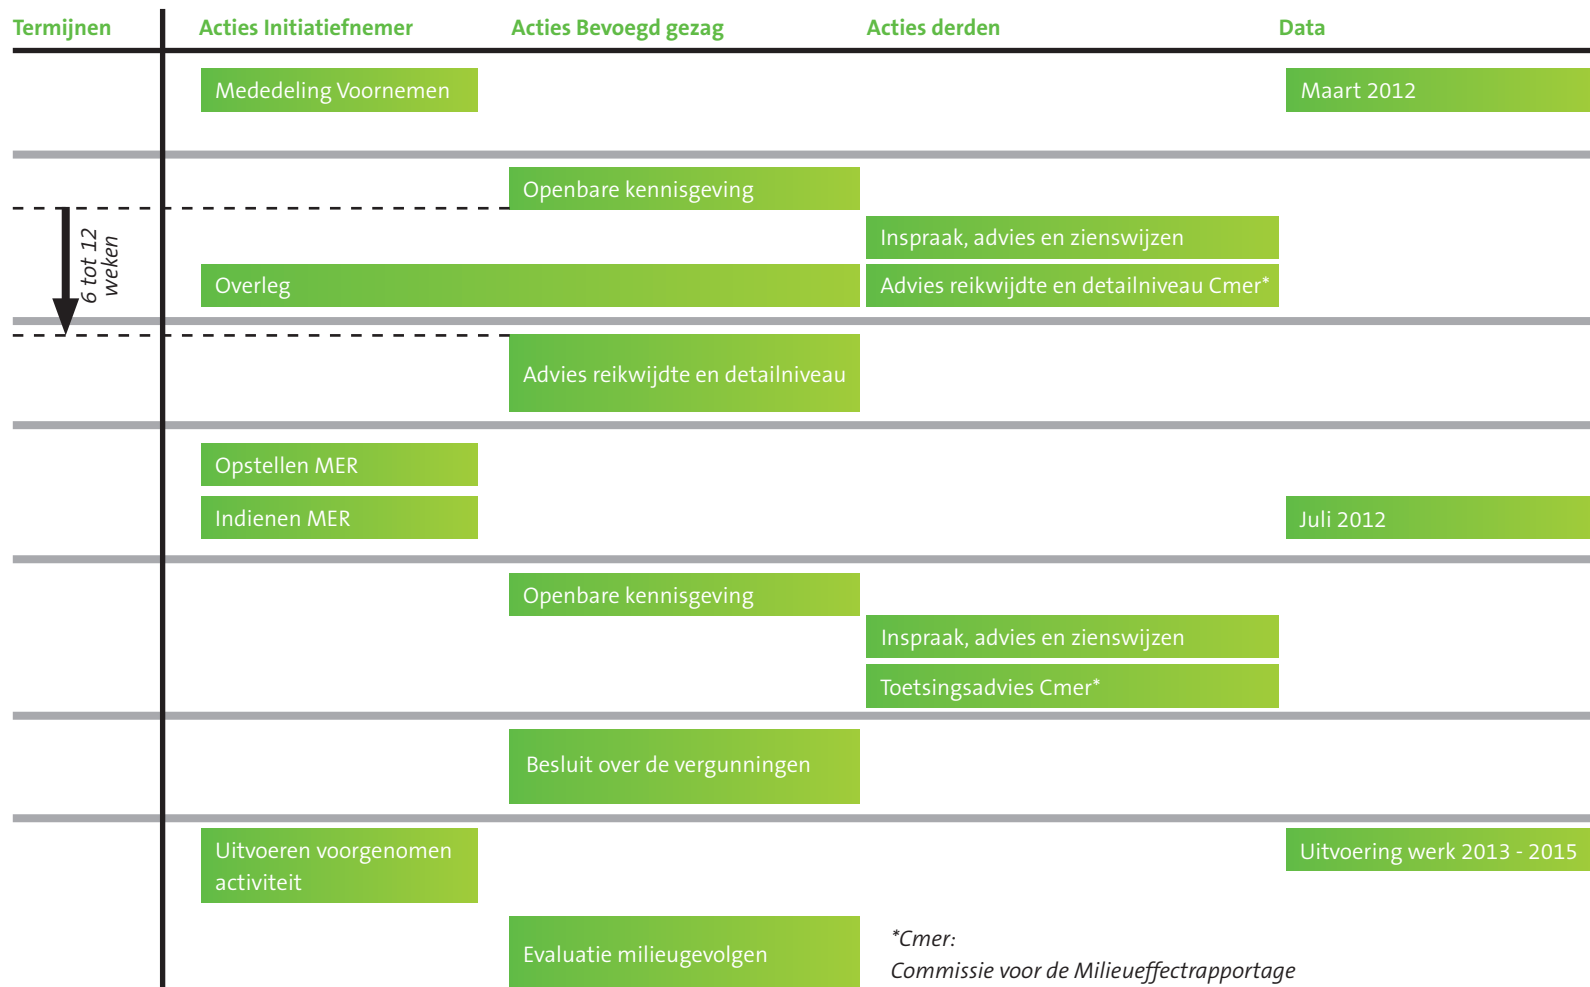 Termijnen
Acties Initiatiefnemer
Acties Bevoegd gezag
Acties derden
Data
Mededeling Voornemen
Maart 2012
Openbare kennisgeving
6 tot 12
weken
Inspraak, advies en zienswijzen
Overleg
Advies reikwijdte en detailniveau Cmer*
Advies reikwijdte en detailniveau
Opstellen MER
Indienen MER
Juli 2012
Openbare kennisgeving
Inspraak, advies en zienswijzen
Toetsingsadvies Cmer*
Besluit over de vergunningen
Uitvoeren voorgenomen
activiteit
Uitvoering werk 2013 - 2015
Evaluatie milieugevolgen
*Cmer:
Commissie voor de Milieueffectrapportage